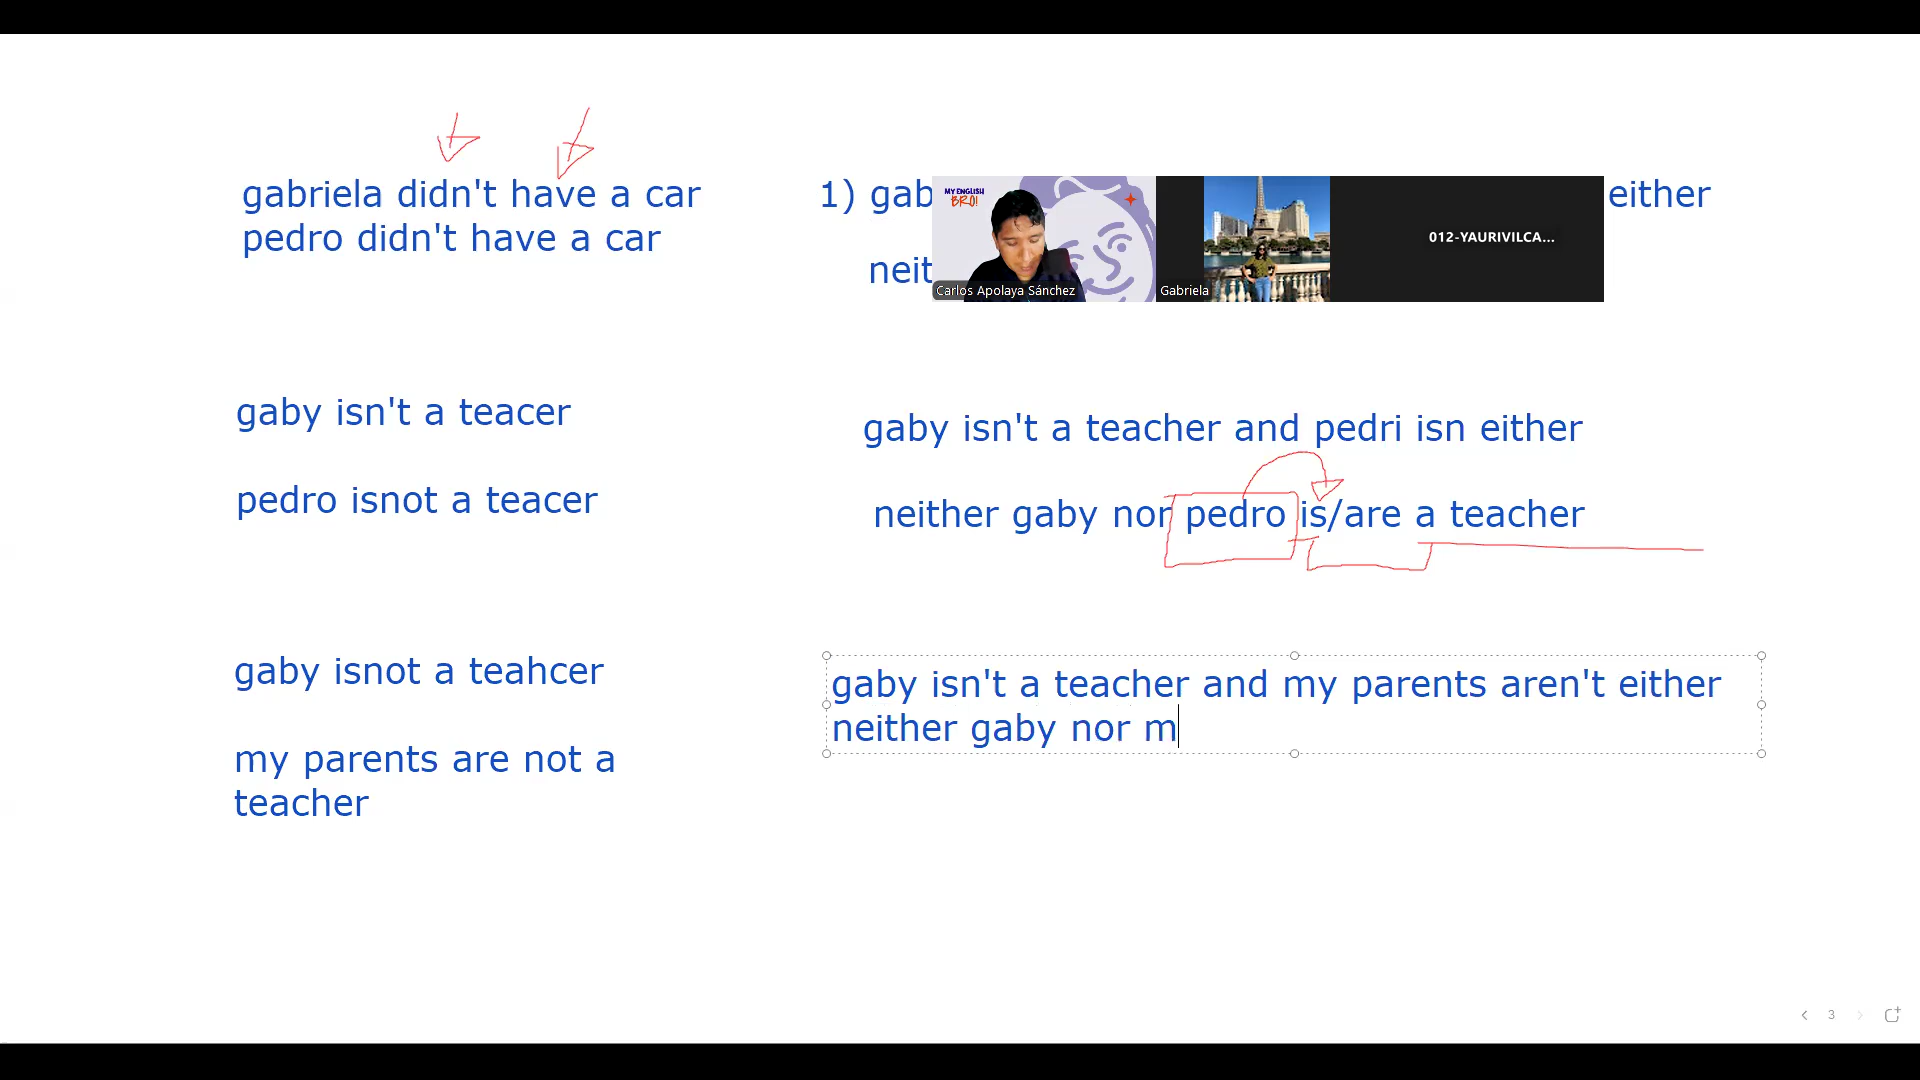 gabriela didn't have a car
pedro didn't have a car
1) gab
either
neit
MY ENGLISH
BRO!
Carlos Apolaya Sánchez
Gabriela
012-YAURIVILCA...
gaby isn't a teacer
pedro isnot a teacer
gaby isn't a teacher and pedri isn either
neither gaby nor pedro is/are a teacher
gaby isnot a teahcer
my parents are not a
teacher
gaby isn't a teacher and my parents aren't either
neither gaby nor m
3